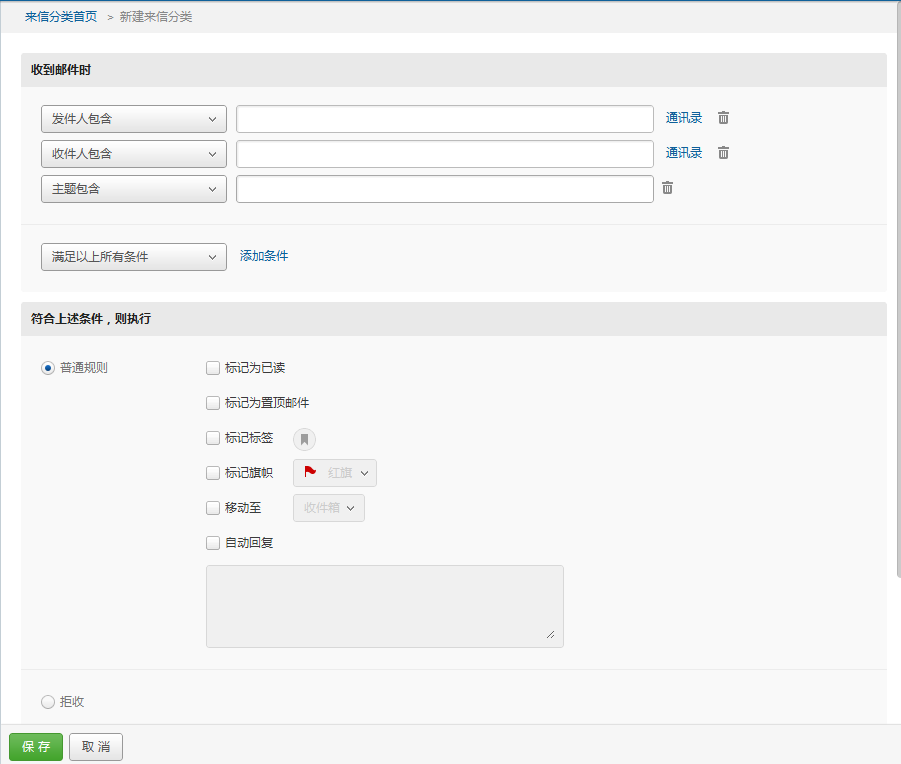 来信分类首页 > 新建来信分类
收到邮件时
发件人包含 通讯录
收件人包含 通讯录
主题包含
满足以上所有条件 添加条件
符合上述条件，则执行
普通规则 标记为已读
标记为置顶邮件
标记标签
标记旗帜 红旗
移动至 收件箱
自动回复
拒收
保存 取消